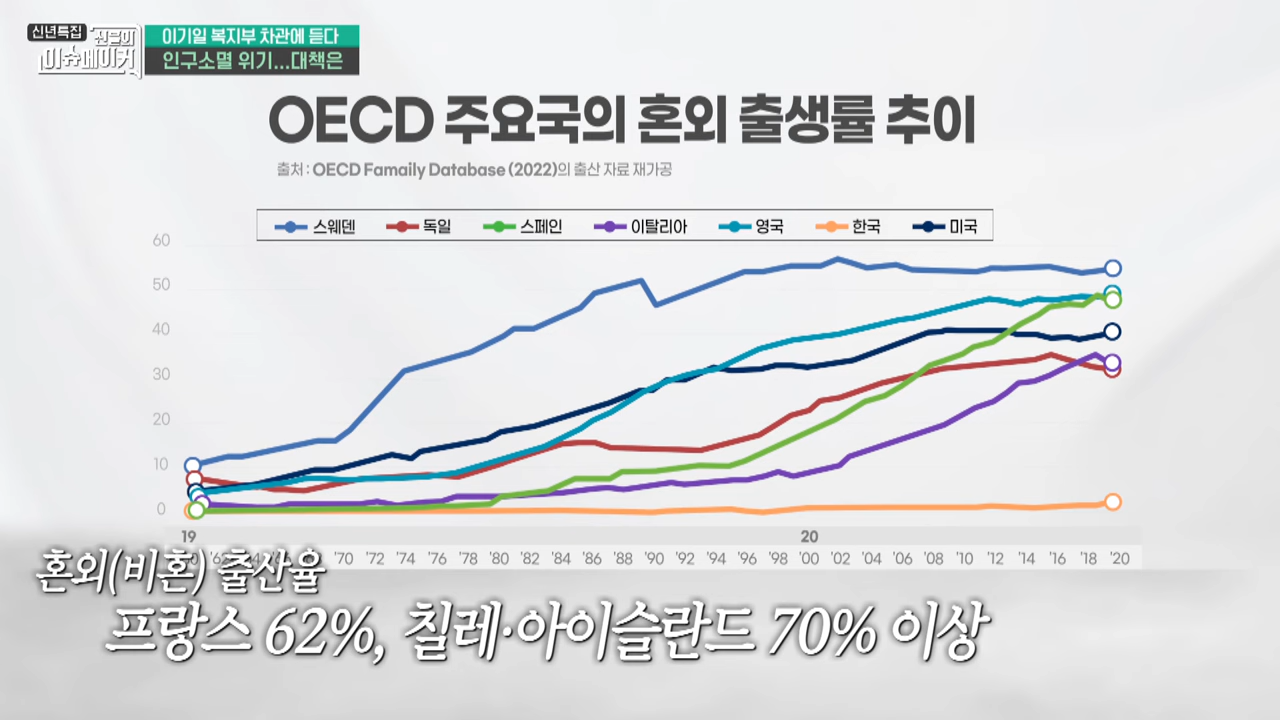 신년특집
이슈메이커
이기일 복지부 차관에 듣다
인구소멸 위기...대책은
OECD 주요국의 혼외 출생률 추이
출처 : OECD Famaily Database (2022)의 출산 자료 재가공
스웨덴 독일 스페인 이탈리아 영국 한국 미국
60
50
40
30
20
10
0
19 20
'70 '72 '74 '76 '78 '80 '82 '84 '86 '88 '90 '92 '94 '96 '98 '00 '02 '04 '06 '08 '10 '12 '14 '16 '18 '20
혼외(비혼) 출산율
프랑스 62%, 칠레·아이슬란드 70% 이상